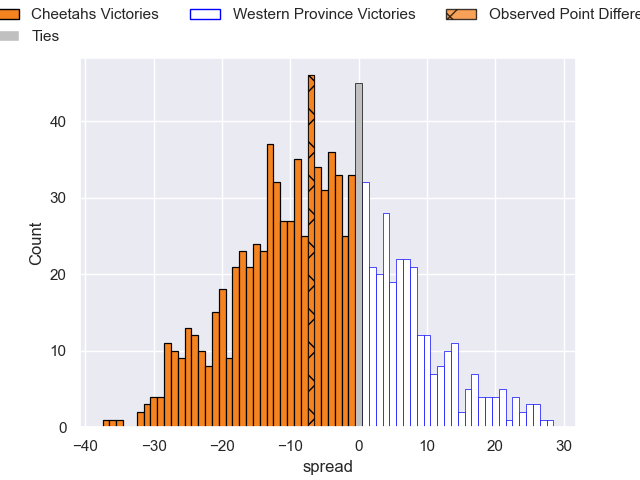 Cheetahs Victories
Western Province Victories
Observed Point Differe
Ties
Count
40
30
20
10
0
−40
−30
−20
−10
0
10
20
30
spread